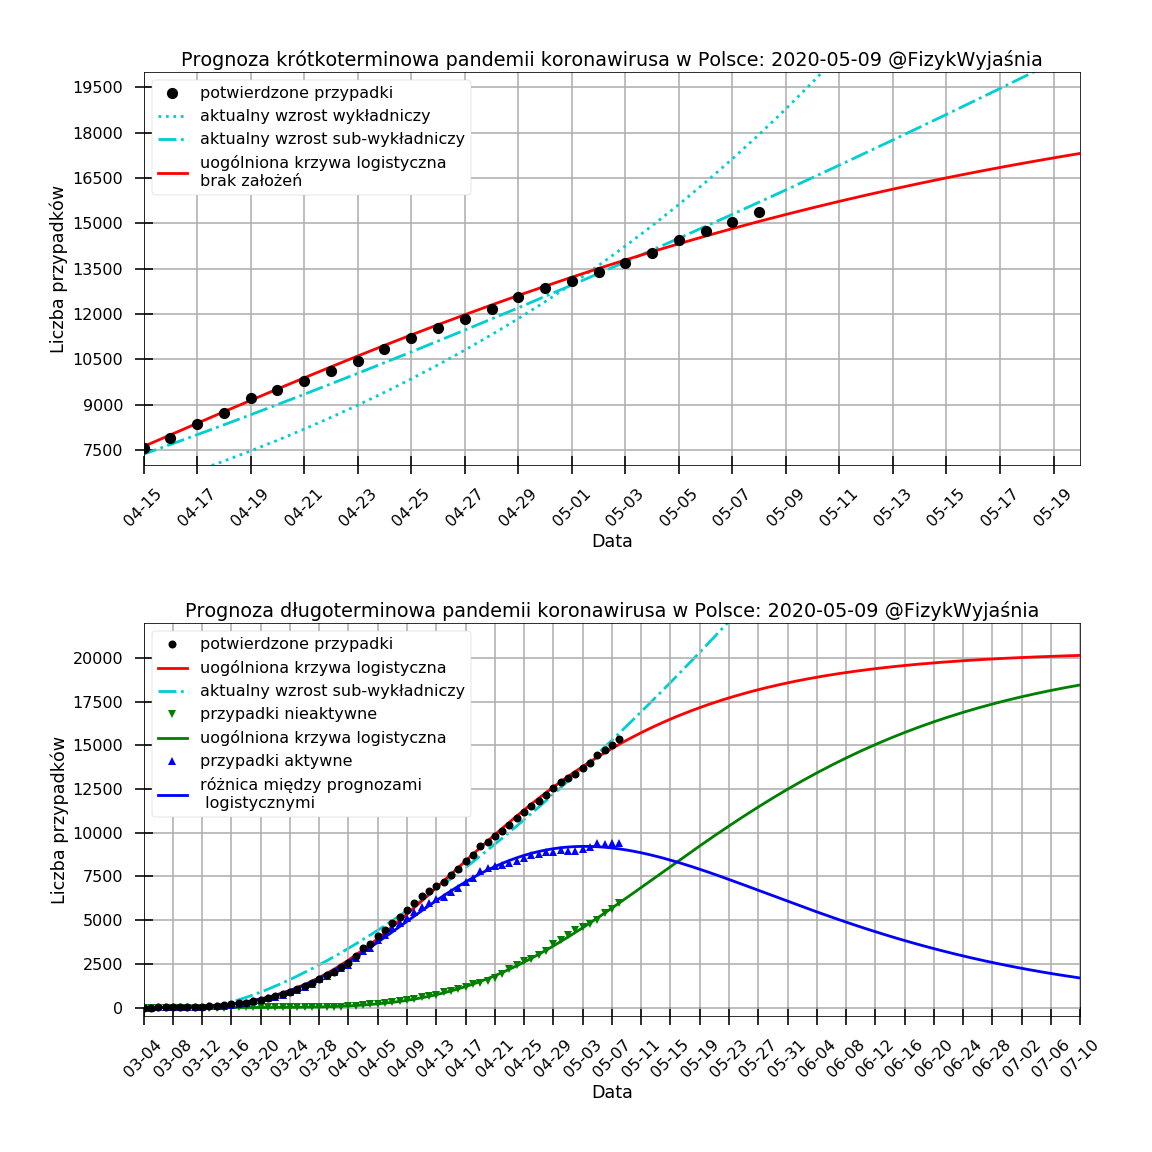 Prognoza krótkoterminowa pandemii koronawirusa w Polsce: 2020-05-09 @FizykWyjaśnia
potwierdzone przypadki
aktualny wzrost wykładniczy
aktualny wzrost sub-wykładniczy
uogólniona krzywa logistyczna
brak założeń
Liczba przypadków
19500
18000
16500
15000
13500
12000
10500
9000
7500
04-15 04-17 04-19 04-21 04-23 04-25 04-27 04-29 05-01 05-03 05-05 05-07 05-09 05-11 05-13 05-15 05-17 05-19
Data
Prognoza długoterminowa pandemii koronawirusa w Polsce: 2020-05-09 @FizykWyjaśnia
potwierdzone przypadki
uogólniona krzywa logistyczna
aktualny wzrost sub-wykładniczy
przypadki nieaktywne
uogólniona krzywa logistyczna
przypadki aktywne
różnica między prognozami
logistycznymi
Liczba przypadków
20000
17500
15000
12500
10000
7500
5000
2500
0
03-04 03-08 03-12 03-16 03-20 03-24 03-28 04-01 04-05 04-09 04-13 04-17 04-21 04-25 04-29 05-03 05-07 05-11 05-15 05-19 05-23 05-27 05-31 06-04 06-08 06-12 06-16 06-20 06-24 06-28 07-02 07-06 07-10
Data